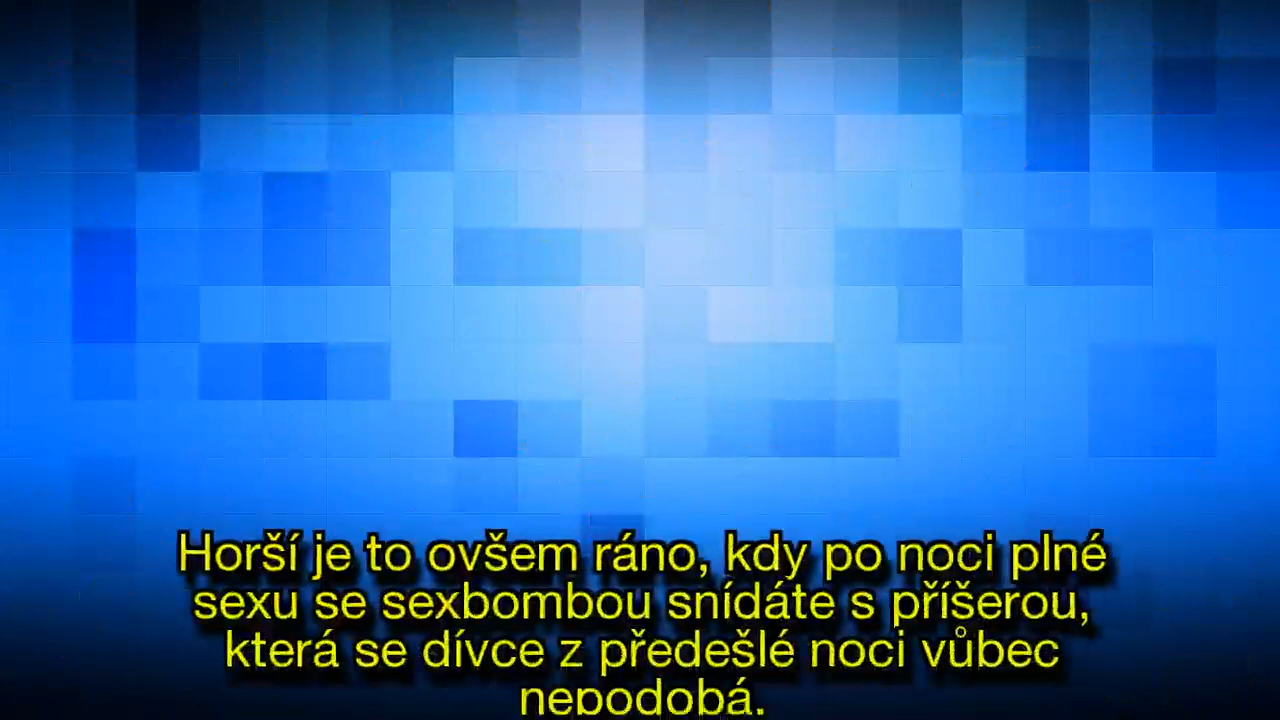 Horší je to ovšem ráno, kdy po noci plné
sexu se sexbombou snídáte s příšerou,
která se dívce z předešlé noci vůbec
nepodobá.